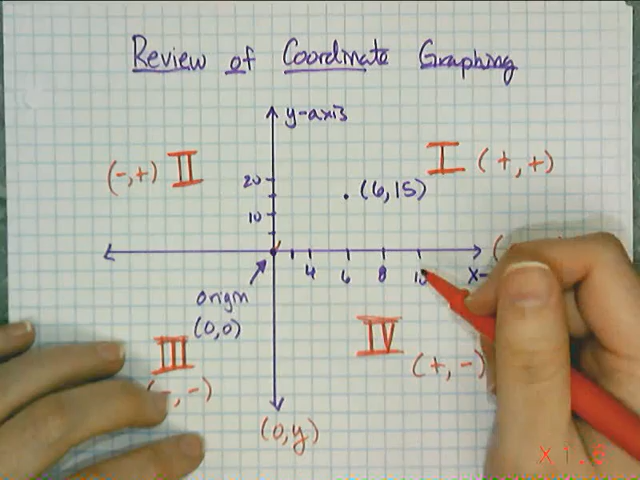 Review of Coordinate Graphing
y-axis
(-,+) II
I (+,+)
20
(6,15)
10
4 6 8 10
x-
origin
(0,0)
III
IV
, -)
(+, -)
(0,y)
X1.